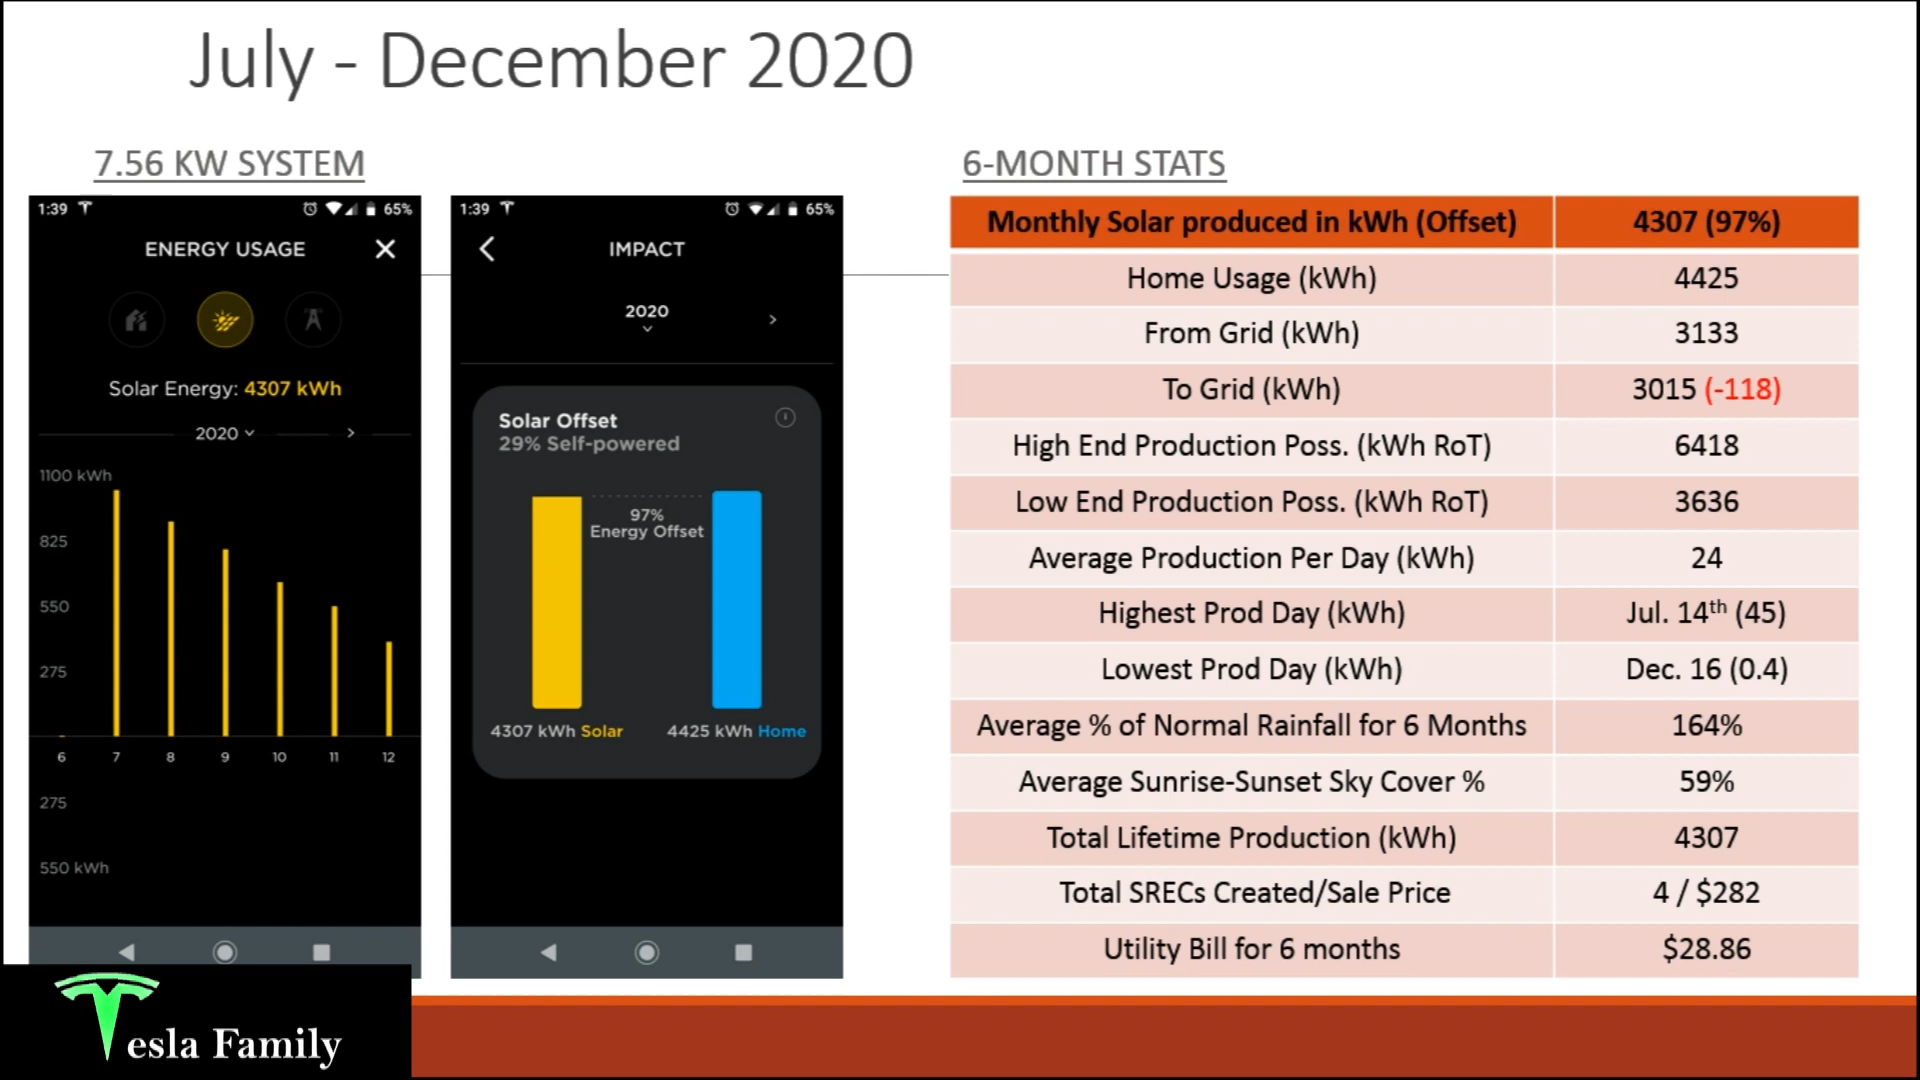 July - December 2020
7.56 KW SYSTEM
1:39
65%
ENERGY USAGE
Solar Energy: 4307 kWh
2020
1100 kWh
825
550
275
6 7 8 9 10 11 12
275
550 kWh
1:39
65%
IMPACT
2020
Solar Offset
29% Self-powered
97%
Energy Offset
4307 kWh Solar
4425 kWh Home
6-MONTH STATS
Monthly Solar produced in kWh (Offset) 4307 (97%)
Home Usage (kWh) 4425
From Grid (kWh) 3133
To Grid (kWh) 3015 (-118)
High End Production Poss. (kWh RoT) 6418
Low End Production Poss. (kWh RoT) 3636
Average Production Per Day (kWh) 24
Highest Prod Day (kWh) Jul. 14th (45)
Lowest Prod Day (kWh) Dec. 16 (0.4)
Average % of Normal Rainfall for 6 Months 164%
Average Sunrise-Sunset Sky Cover % 59%
Total Lifetime Production (kWh) 4307
Total SRECs Created/Sale Price 4 / $282
Utility Bill for 6 months $28.86
Tesla Family